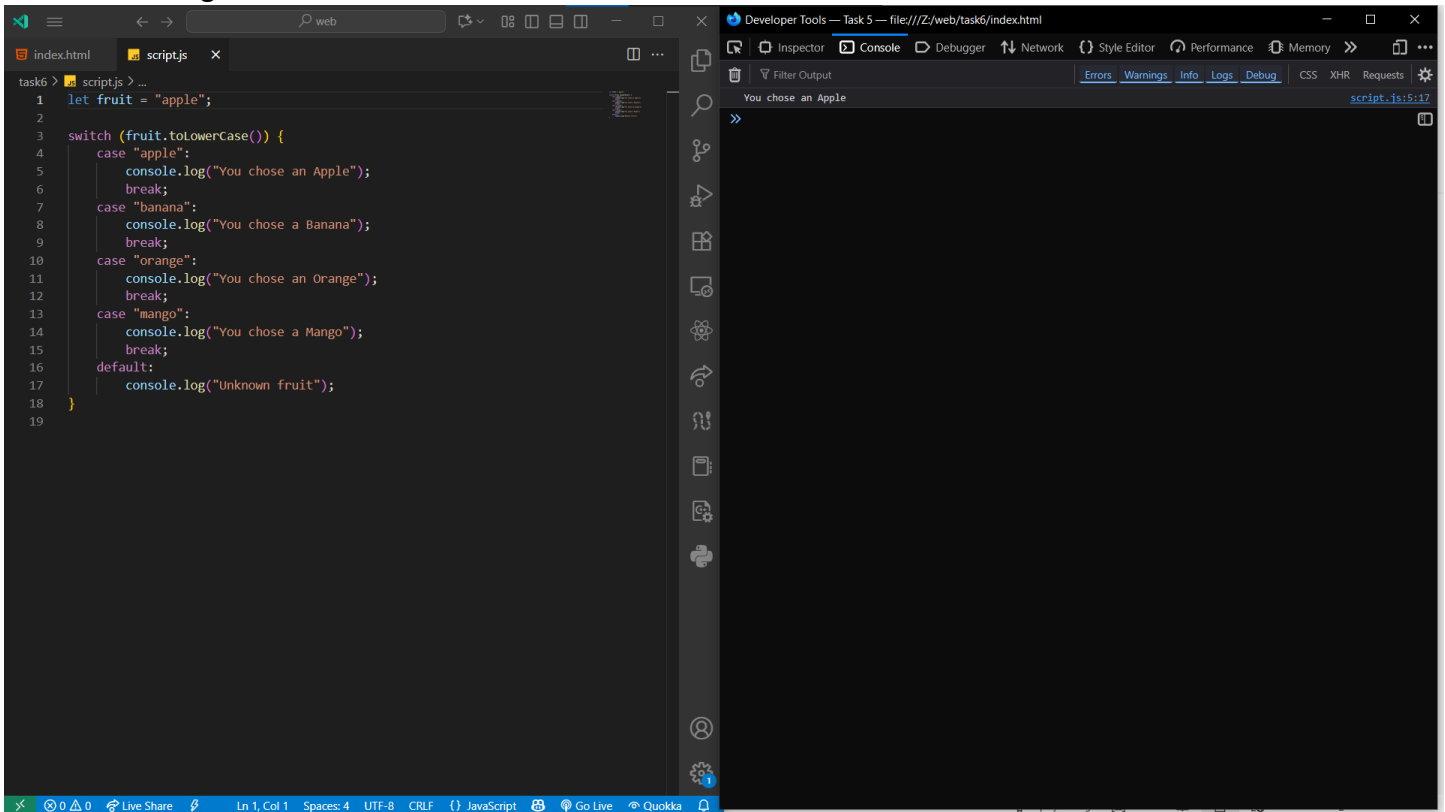 web
index.html
JS script.js
task6 > JS script.js > ...
1 let fruit = "apple";
2
3 switch (fruit.toLowerCase()) {
4 case "apple":
5 console.log("You chose an Apple");
6 break;
7 case "banana":
8 console.log("You chose a Banana");
9 break;
10 case "orange":
11 console.log("You chose an Orange");
12 break;
13 case "mango":
14 console.log("You chose a Mango");
15 break;
16 default:
17 console.log("Unknown fruit");
18 }
19
1
0 0 Live Share Ln 1, Col 1 Spaces: 4 UTF-8 CRLF {} JavaScript Go Live Quokka
Developer Tools — Task 5 — file:///Z:/web/task6/index.html
Inspector Console Debugger Network {} Style Editor Performance Memory
Filter Output Errors Warnings Info Logs Debug CSS XHR Requests
You chose an Apple script.js:5:17